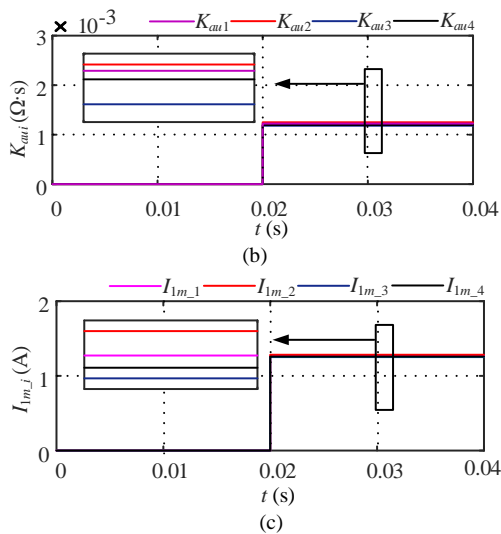 × 10⁻³
K_au1 K_au2 K_au3 K_au4
3
2
1
0
K_aui (Ω·s)
0 0.01 0.02 0.03 0.04
t (s)
(b)
I_1m_1 I_1m_2 I_1m_3 I_1m_4
2
1
0
I_1m_i (A)
0 0.01 0.02 0.03 0.04
t (s)
(c)